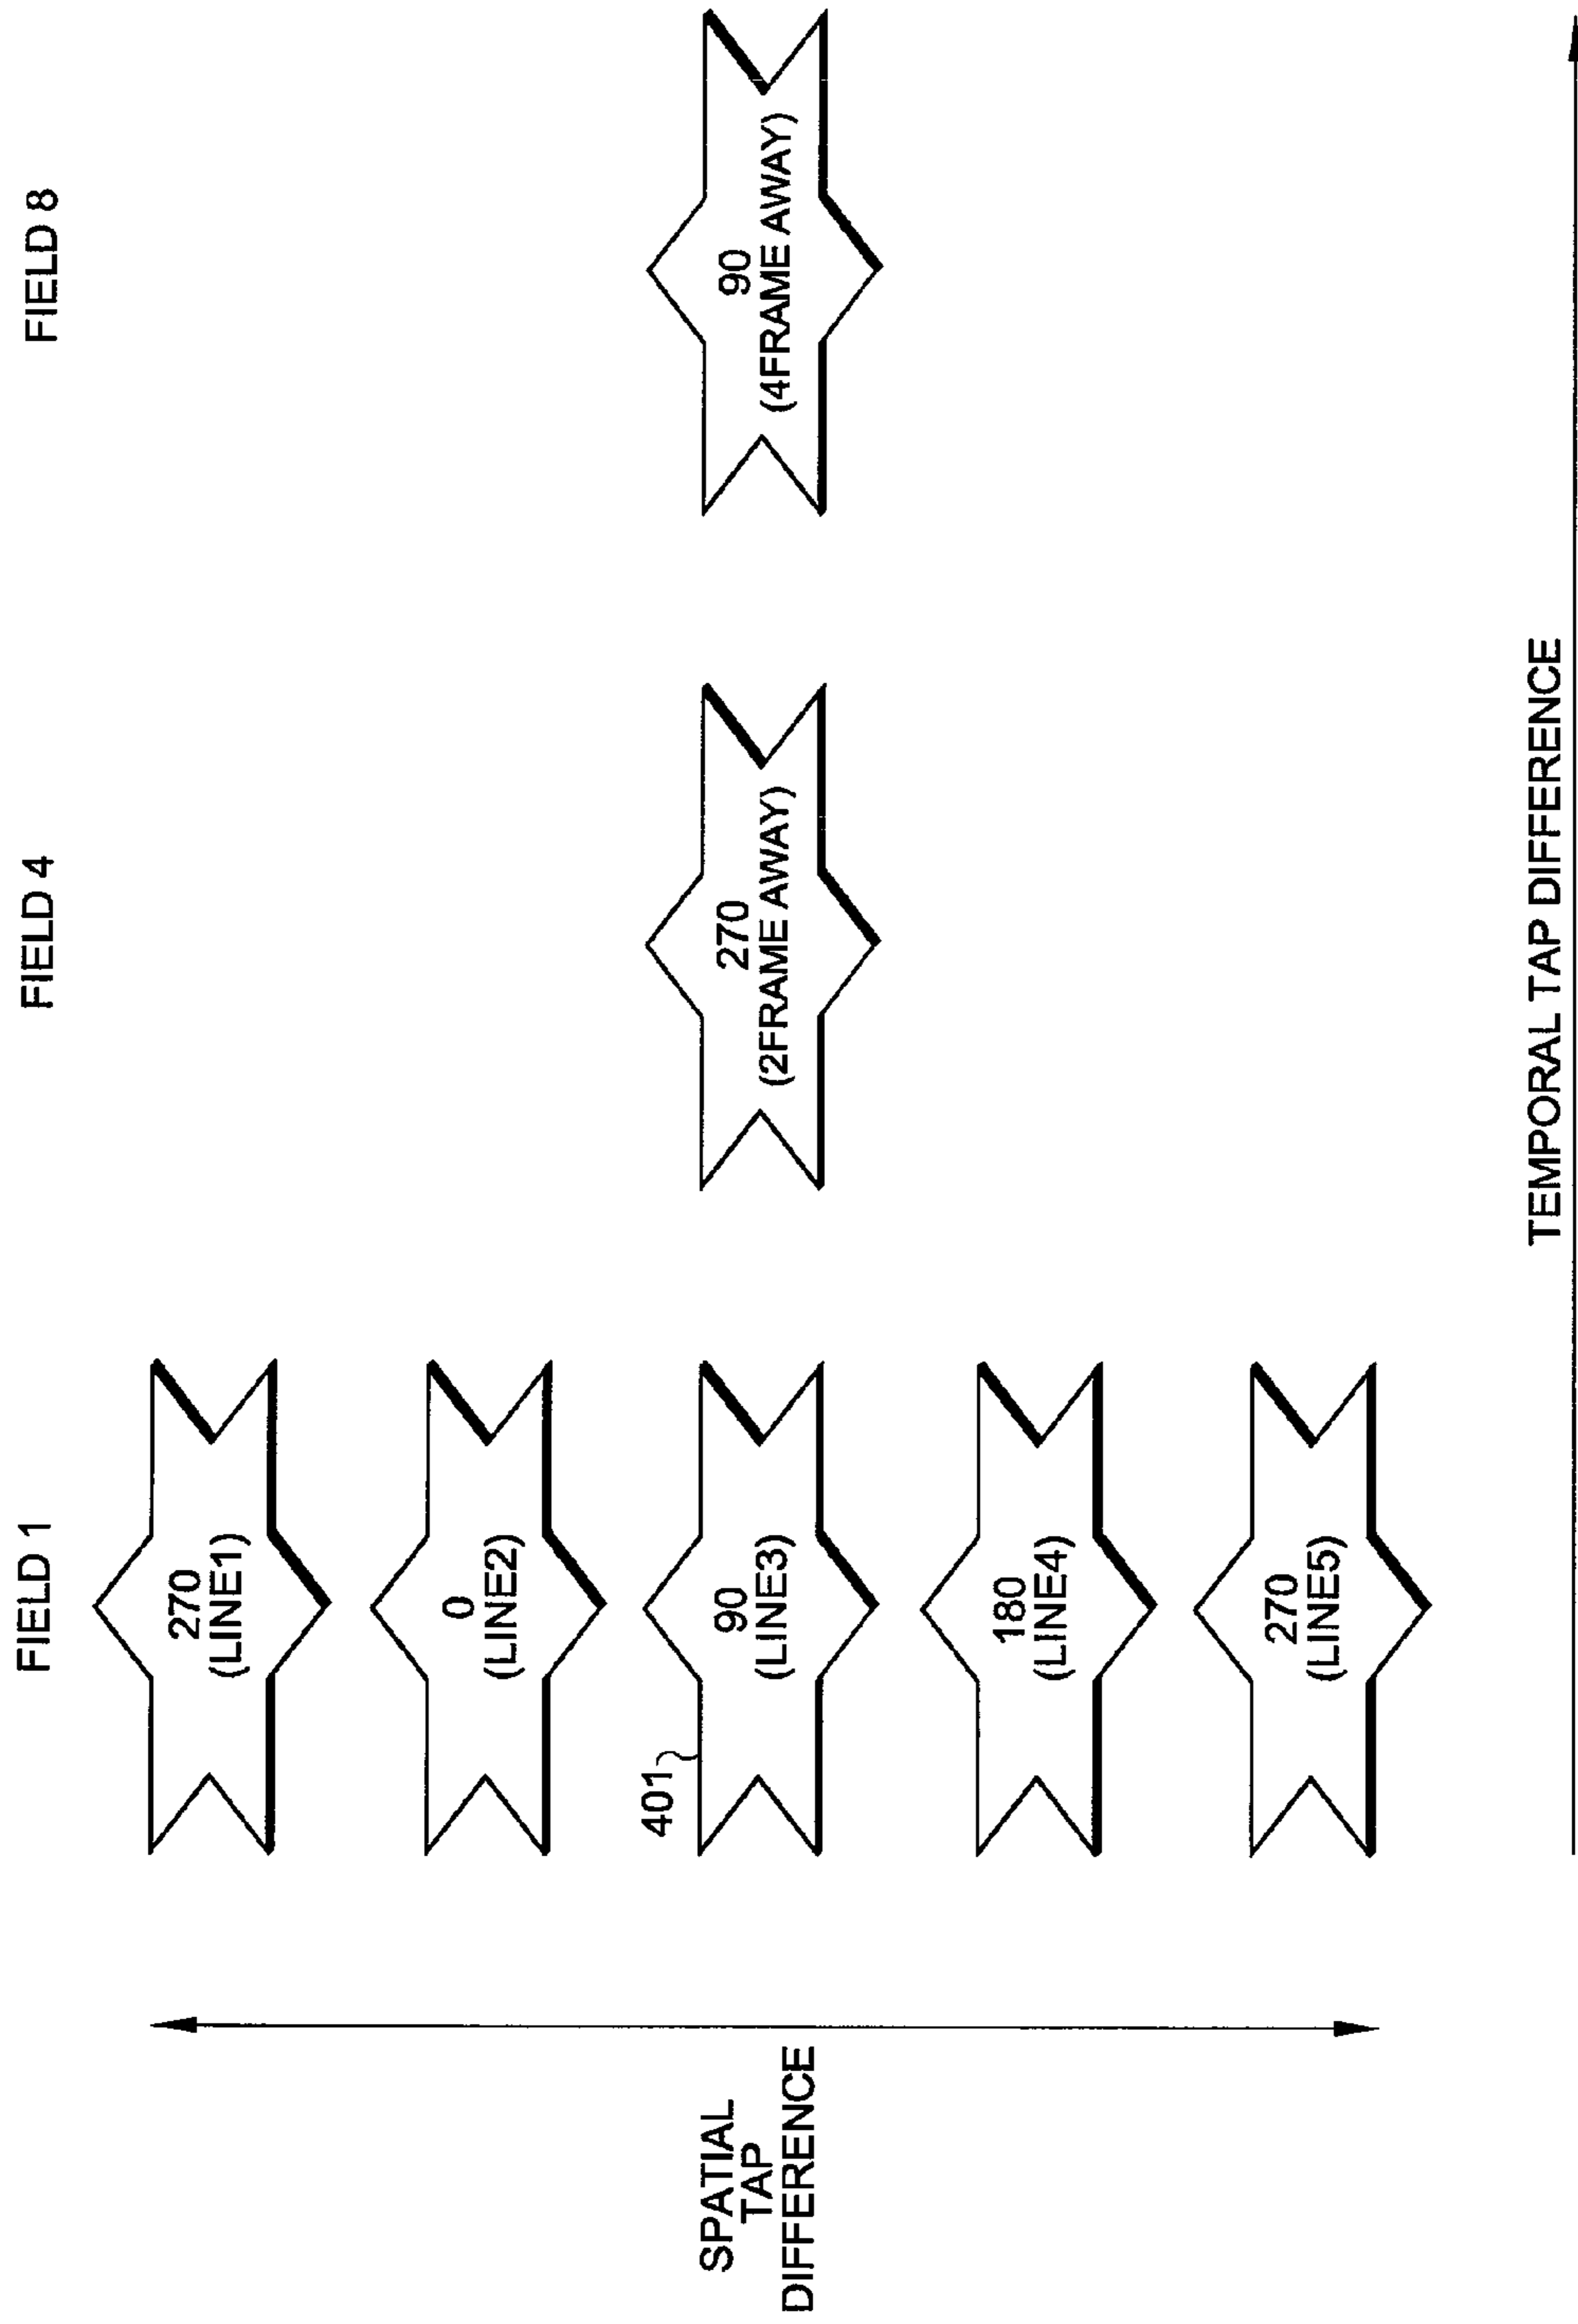 FIELD 1
FIELD 4
FIELD 8
270
(LINE1)
0
(LINE2)
401
90
(LINE3)
270
(2FRAME AWAY)
90
(4FRAME AWAY)
180
(LINE4)
270
(LINE5)
SPATIAL
TAP
DIFFERENCE
TEMPORAL TAP DIFFERENCE